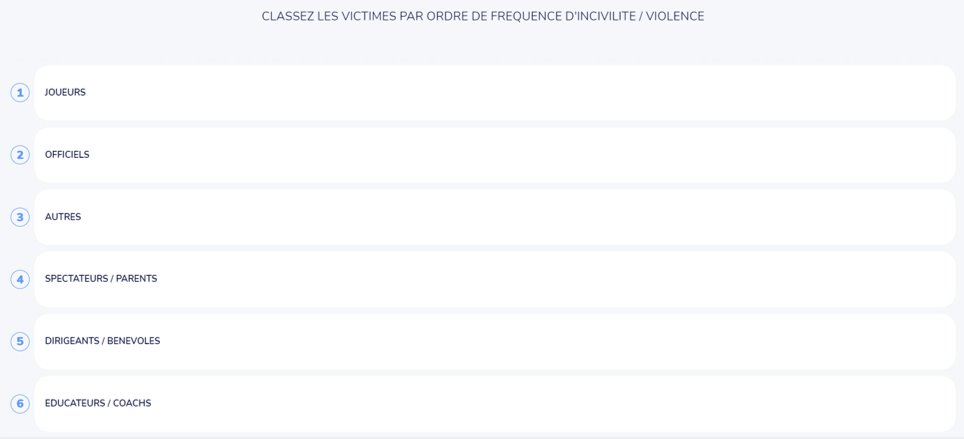 CLASSEZ LES VICTIMES PAR ORDRE DE FREQUENCE D'INCIVILITE / VIOLENCE
1 JOUEURS
2 OFFICIELS
3 AUTRES
4 SPECTATEURS / PARENTS
5 DIRIGEANTS / BENEVOLES
6 EDUCATEURS / COACHS